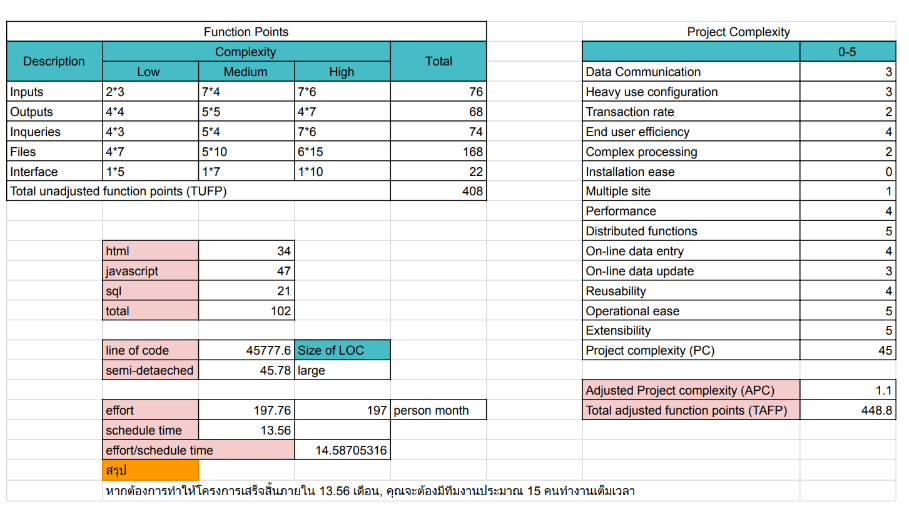 Function Points
Description Complexity Total
Low Medium High
Inputs 2*3 7*4 7*6 76
Outputs 4*4 5*5 4*7 68
Inqueries 4*3 5*4 7*6 74
Files 4*7 5*10 6*15 168
Interface 1*5 1*7 1*10 22
Total unadjusted function points (TUFP) 408
html 34
javascript 47
sql 21
total 102
line of code 45777.6 Size of LOC
semi-detaeched 45.78 large
effort 197.76 197 person month
schedule time 13.56
effort/schedule time 14.58705316
สรุป
หากต้องการทำให้โครงการเสร็จสิ้นภายใน 13.56 เดือน, คุณจะต้องมีทีมงานประมาณ 15 คนทำงานเต็มเวลา
Project Complexity
0-5
Data Communication 3
Heavy use configuration 3
Transaction rate 2
End user efficiency 4
Complex processing 2
Installation ease 0
Multiple site 1
Performance 4
Distributed functions 5
On-line data entry 4
On-line data update 3
Reusability 4
Operational ease 5
Extensibility 5
Project complexity (PC) 45
Adjusted Project complexity (APC) 1.1
Total adjusted function points (TAFP) 448.8